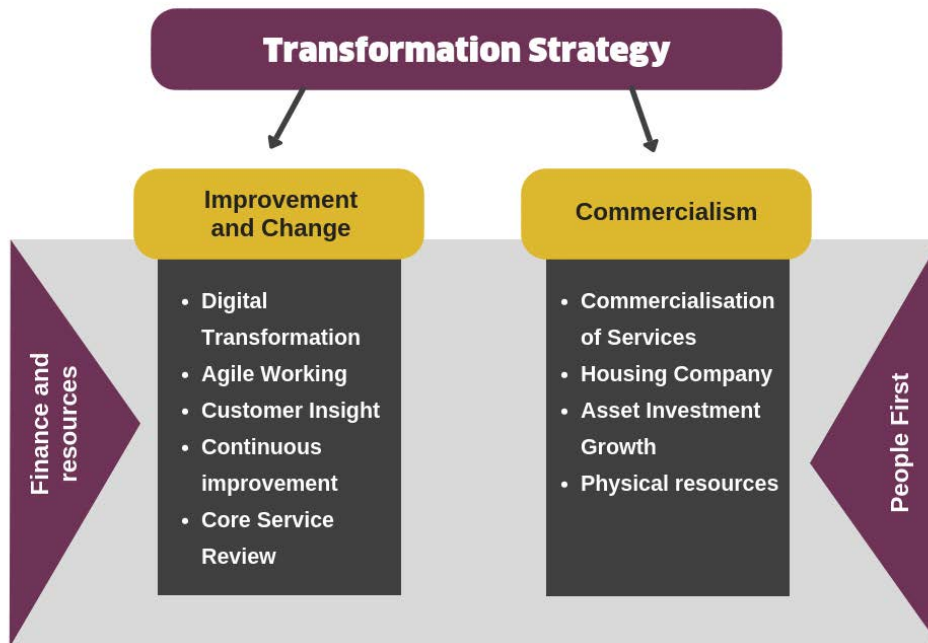 Transformation Strategy
Improvement
and Change
Commercialism
Finance and
resources
• Digital
Transformation
• Agile Working
• Customer Insight
• Continuous
improvement
• Core Service
Review
• Commercialisation
of Services
• Housing Company
• Asset Investment
Growth
• Physical resources
People First